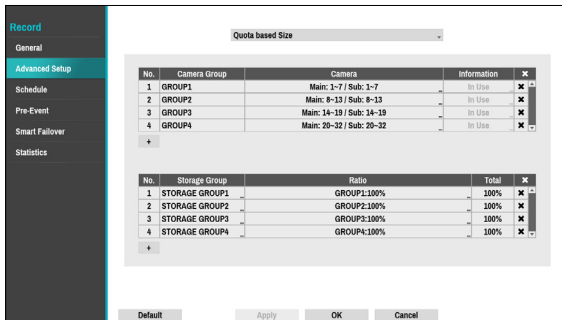 Record
General
Advanced Setup
Schedule
Pre-Event
Smart Failover
Statistics
Quota based Size
No. Camera Group Camera Information ✖
1 GROUP1 Main: 1~7 / Sub: 1~7 ... In Use ... ✖
2 GROUP2 Main: 8~13 / Sub: 8~13 ... In Use ... ✖
3 GROUP3 Main: 14~19 / Sub: 14~19 ... In Use ... ✖
4 GROUP4 Main: 20~32 / Sub: 20~32 ... In Use ... ✖
+
No. Storage Group Ratio Total ✖
1 STORAGE GROUP1 ... GROUP1:100% ... 100% ✖
2 STORAGE GROUP2 ... GROUP2:100% ... 100% ✖
3 STORAGE GROUP3 ... GROUP3:100% ... 100% ✖
4 STORAGE GROUP4 ... GROUP4:100% ... 100% ✖
+
Default Apply OK Cancel